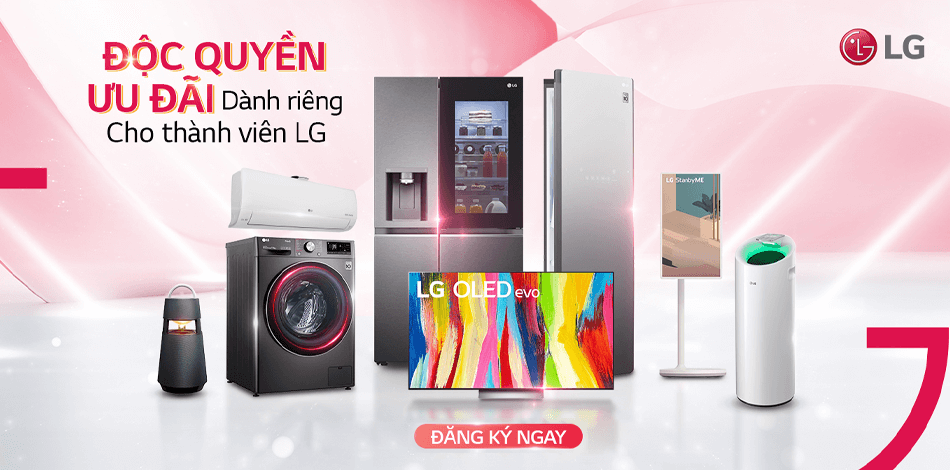 ĐỘC QUYỀN
ƯU ĐÃI Dành riêng
Cho thành viên LG
LG
LG StanbyME
LG OLED evo
ĐĂNG KÝ NGAY